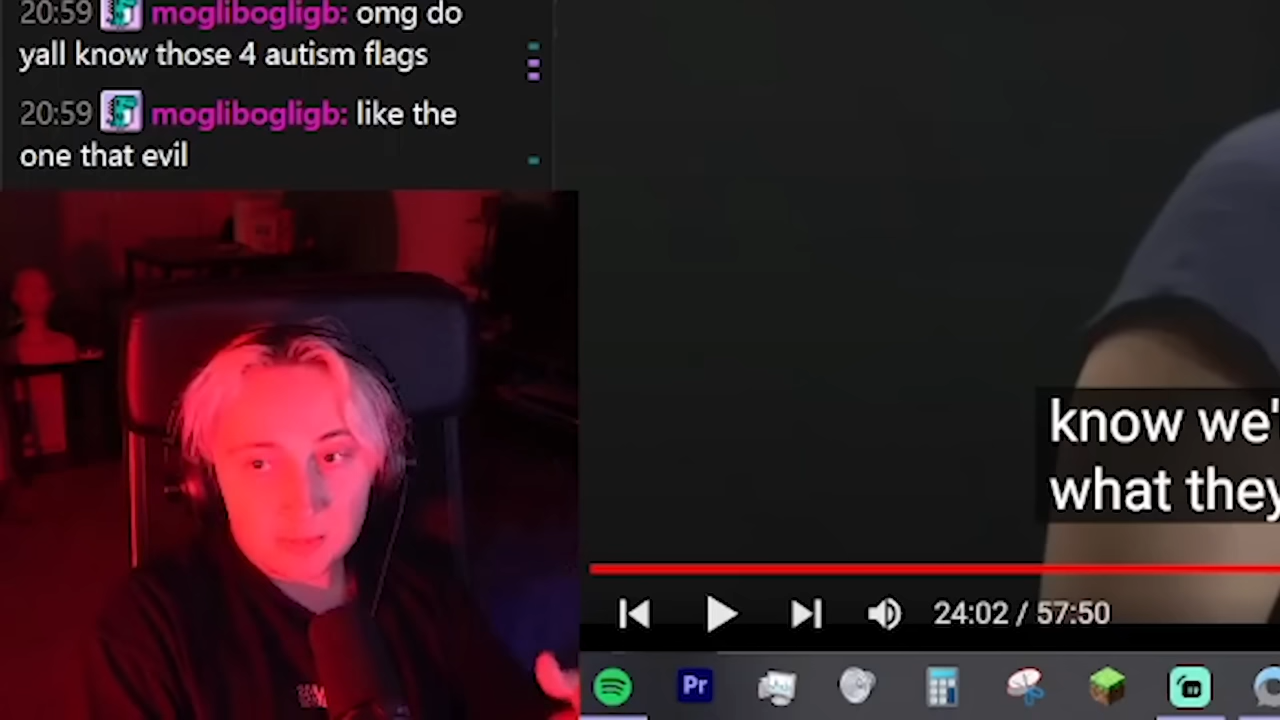 20:59 moglibogligb: omg do
yall know those 4 autism flags
20:59 moglibogligb: like the
one that evil
know we'
what they
24:02 / 57:50
Pr